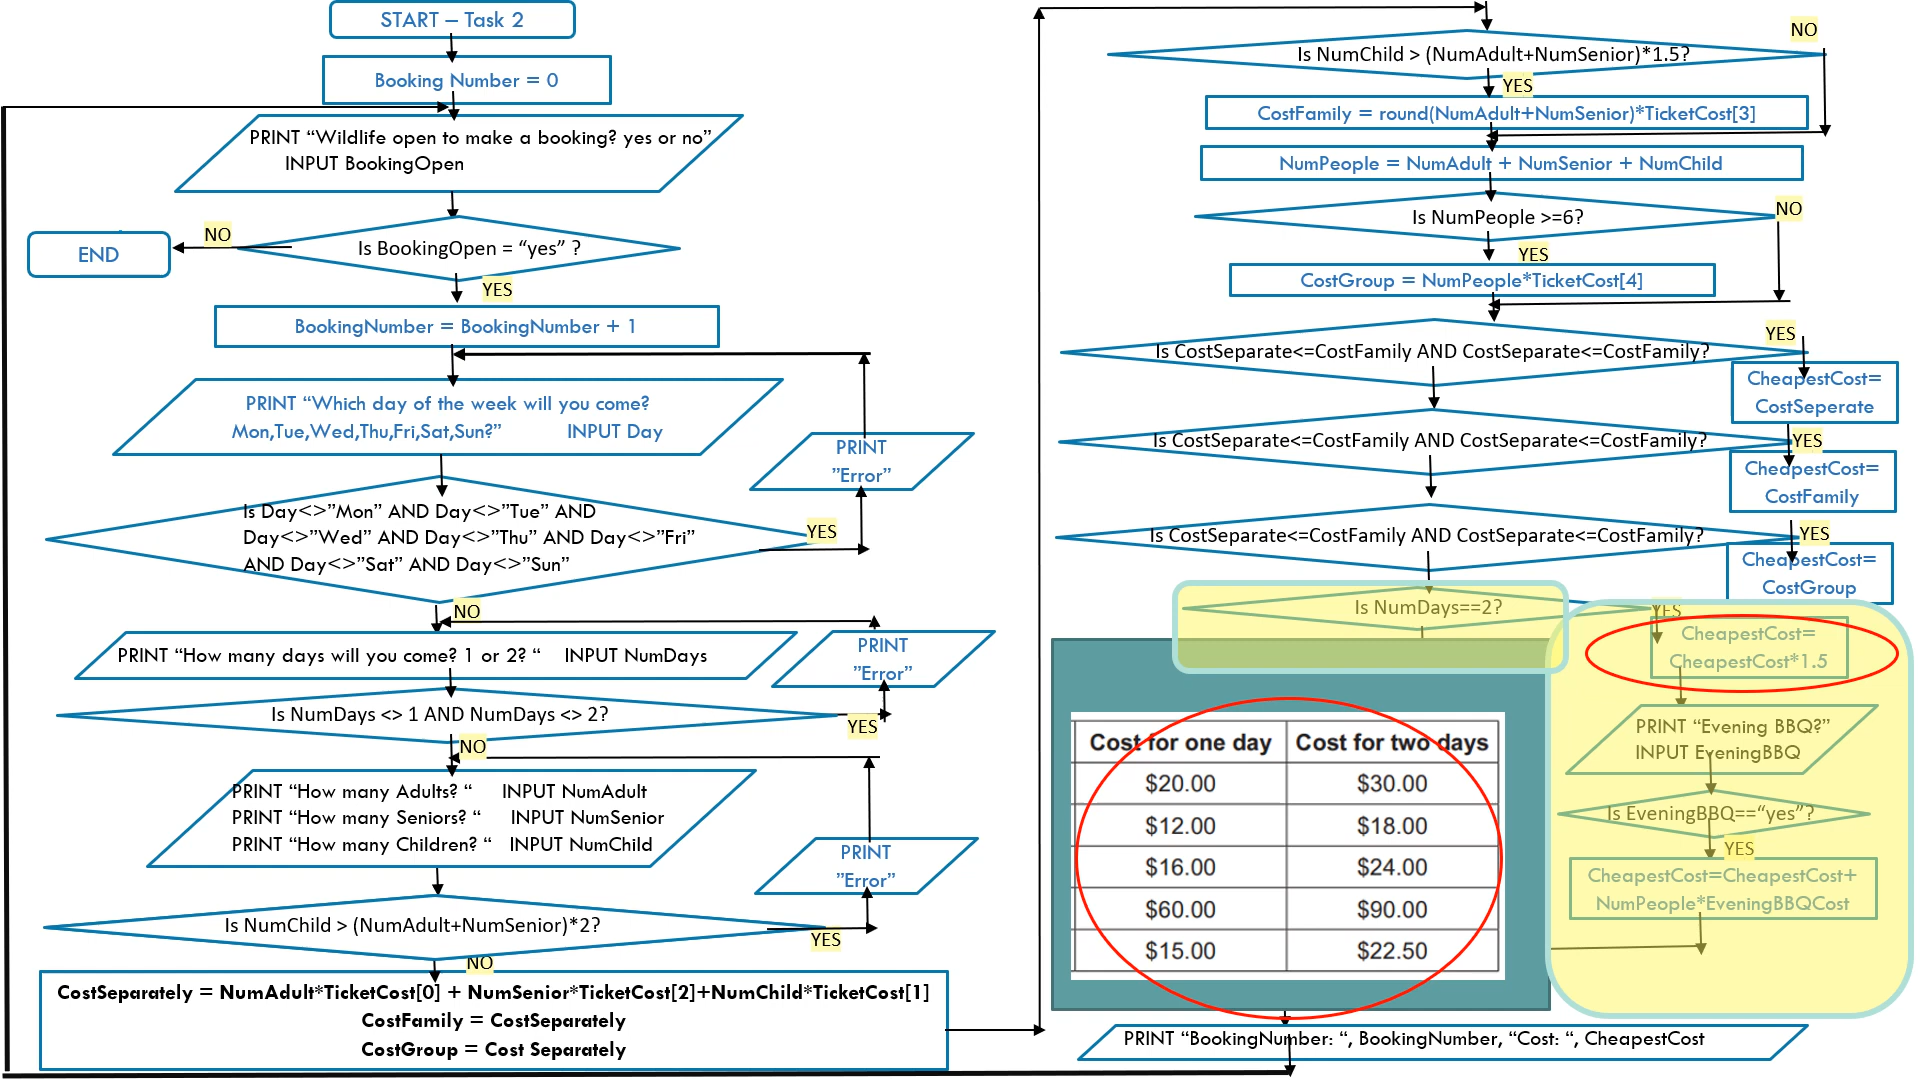 START – Task 2
Booking Number = 0
PRINT “Wildlife open to make a booking? yes or no”
INPUT BookingOpen
NO
Is BookingOpen = “yes” ?
END
YES
BookingNumber = BookingNumber + 1
PRINT “Which day of the week will you come?
Mon,Tue,Wed,Thu,Fri,Sat,Sun?” INPUT Day
PRINT
”Error”
Is Day<>”Mon” AND Day<>”Tue” AND
Day<>”Wed” AND Day<>”Thu” AND Day<>”Fri”
AND Day<>”Sat” AND Day<>”Sun”
YES
NO
PRINT “How many days will you come? 1 or 2? “ INPUT NumDays
PRINT
”Error”
Is NumDays <> 1 AND NumDays <> 2?
YES
NO
PRINT “How many Adults? “ INPUT NumAdult
PRINT “How many Seniors? “ INPUT NumSenior
PRINT “How many Children? “ INPUT NumChild
PRINT
”Error”
Is NumChild > (NumAdult+NumSenior)*2?
YES
NO
CostSeparately = NumAdult*TicketCost[0] + NumSenior*TicketCost[2]+NumChild*TicketCost[1]
CostFamily = CostSeparately
CostGroup = Cost Separately
NO
Is NumChild > (NumAdult+NumSenior)*1.5?
YES
CostFamily = round(NumAdult+NumSenior)*TicketCost[3]
NumPeople = NumAdult + NumSenior + NumChild
NO
Is NumPeople >=6?
YES
CostGroup = NumPeople*TicketCost[4]
YES
Is CostSeparate<=CostFamily AND CostSeparate<=CostFamily?
CheapestCost=
CostSeperate
Is CostSeparate<=CostFamily AND CostSeparate<=CostFamily?
YES
CheapestCost=
CostFamily
Is CostSeparate<=CostFamily AND CostSeparate<=CostFamily?
YES
CheapestCost=
CostGroup
Is NumDays==2?
YES
CheapestCost=
CheapestCost*1.5
PRINT “Evening BBQ?”
INPUT EveningBBQ
Is EveningBBQ==“yes”?
YES
CheapestCost=CheapestCost+
NumPeople*EveningBBQCost
Cost for one day Cost for two days
$20.00 $30.00
$12.00 $18.00
$16.00 $24.00
$60.00 $90.00
$15.00 $22.50
PRINT “BookingNumber: “, BookingNumber, “Cost: “, CheapestCost